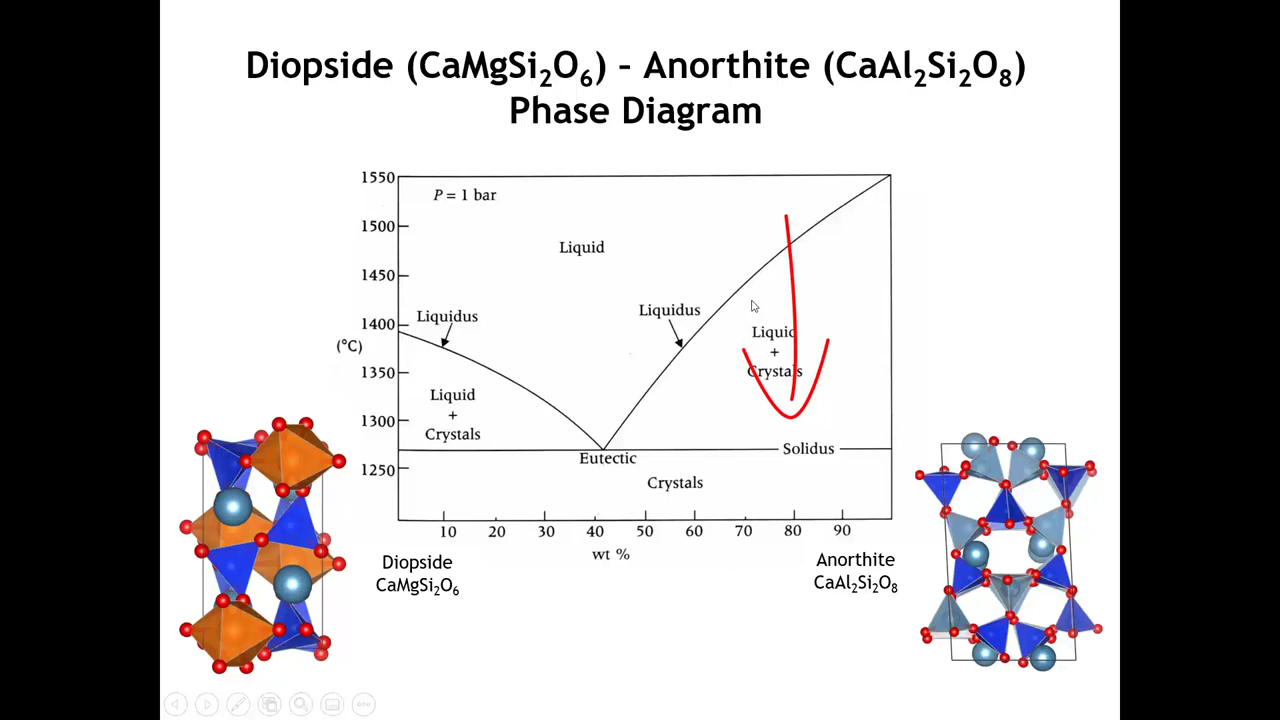 Diopside (CaMgSi₂O₆) – Anorthite (CaAl₂Si₂O₈)
Phase Diagram
1550
P = 1 bar
1500
Liquid
1450
Liquidus
Liquidus
1400
(°C)
Liquid
+
Crystals
1350
Liquid
+
Crystals
1300
Solidus
Eutectic
1250
Crystals
10 20 30 40 50 60 70 80 90
wt %
Diopside
CaMgSi₂O₆
Anorthite
CaAl₂Si₂O₈